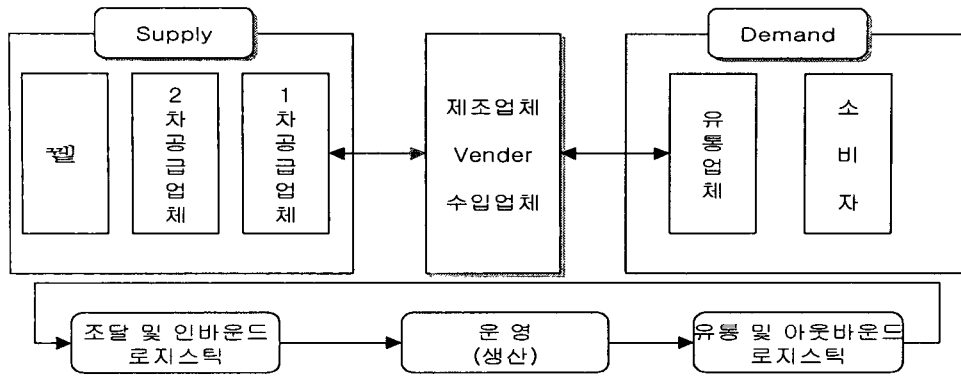 Supply
Demand
2차공급업체
1차공급업체
제조업체
Vender
수입업체
유통업체
소비자
조달 및 인바운드
로지스틱
운 영
(생산)
유통 및 아웃바운드
로지스틱